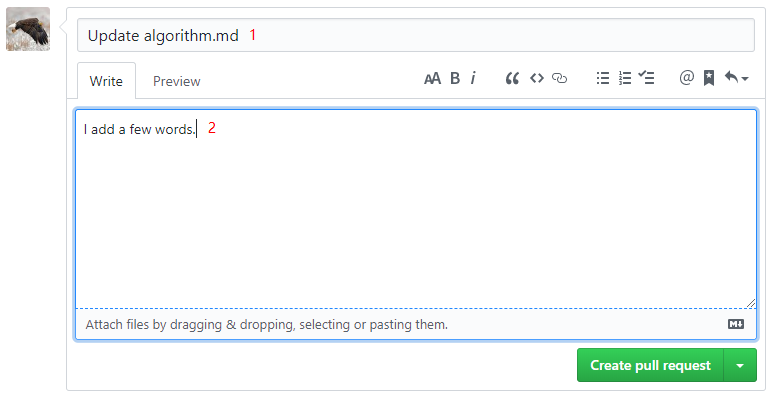 Update algorithm.md 1
Write Preview AA B i @
I add a few words. 2
Attach files by dragging & dropping, selecting or pasting them. M
Create pull request